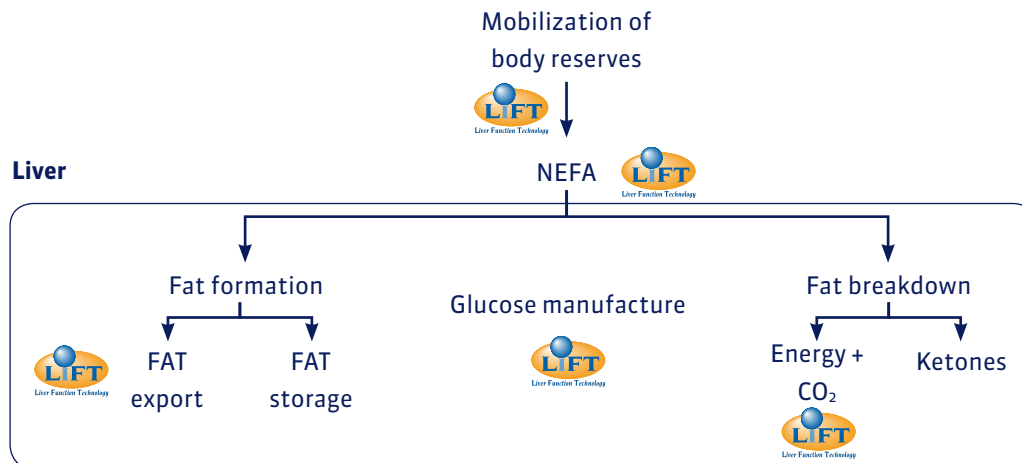 Mobilization of
body reserves
LiFT
Liver Function Technology
Liver
NEFA
LiFT
Liver Function Technology
Fat formation
Glucose manufacture
Fat breakdown
LiFT
Liver Function Technology
FAT
export
FAT
storage
LiFT
Liver Function Technology
Energy +
CO₂
LiFT
Liver Function Technology
Ketones